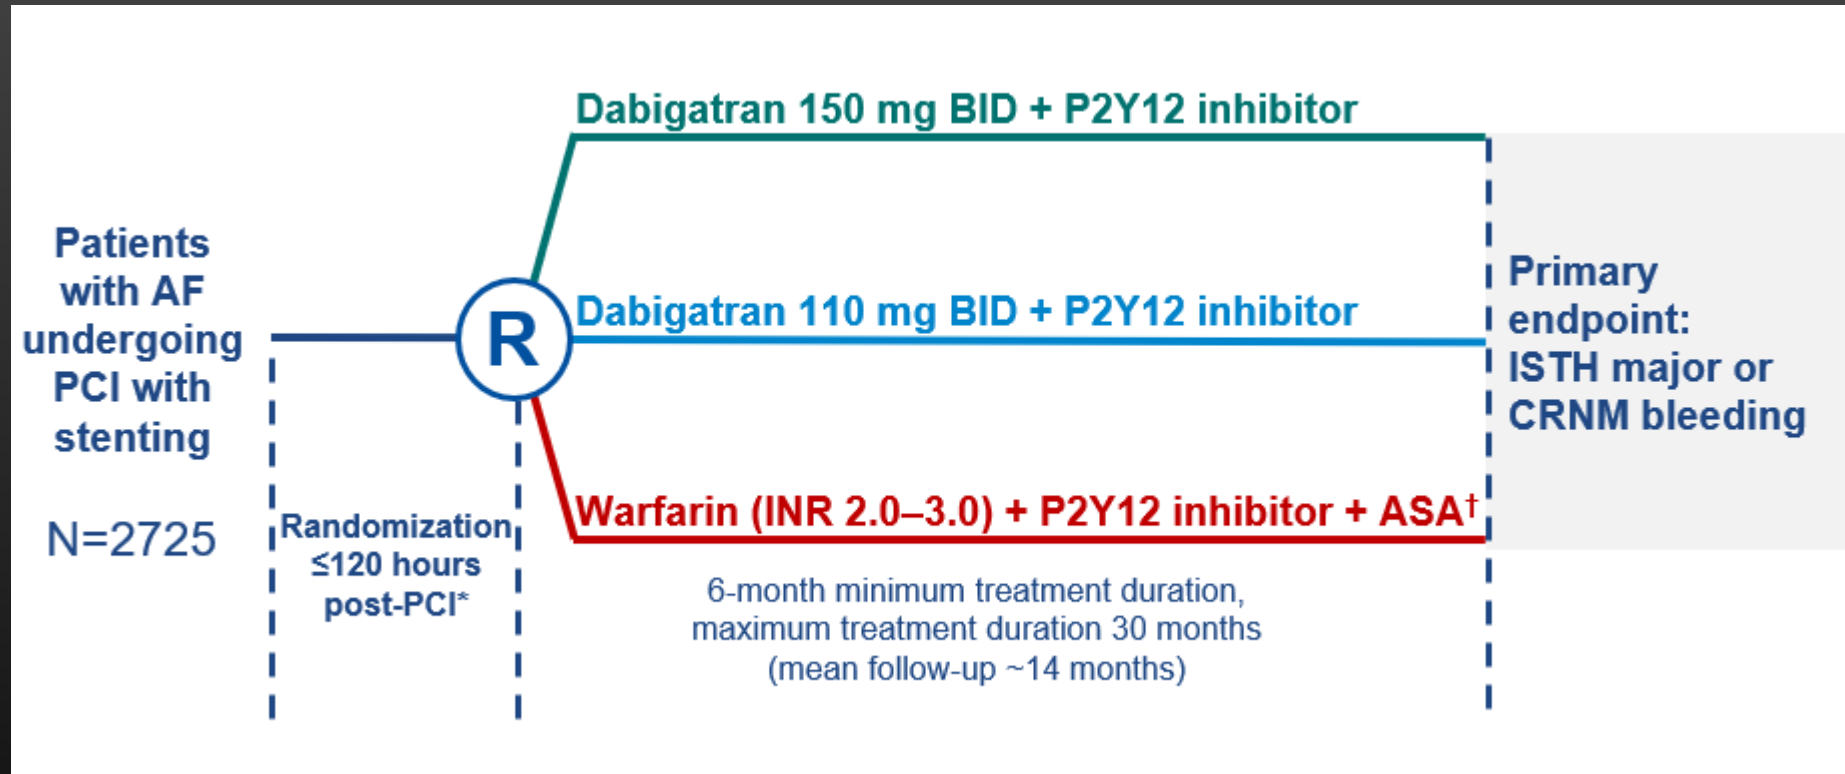 Patients
with AF
undergoing
PCI with
stenting
N=2725
Randomization
≤120 hours
post-PCI*
R
Dabigatran 150 mg BID + P2Y12 inhibitor
Dabigatran 110 mg BID + P2Y12 inhibitor
Warfarin (INR 2.0–3.0) + P2Y12 inhibitor + ASA†
6-month minimum treatment duration,
maximum treatment duration 30 months
(mean follow-up ~14 months)
Primary
endpoint:
ISTH major or
CRNM bleeding